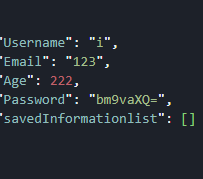 "Username": "i",
"Email": "123",
"Age": 222,
"Password": "bm9vaXQ=",
"savedInformationlist": []